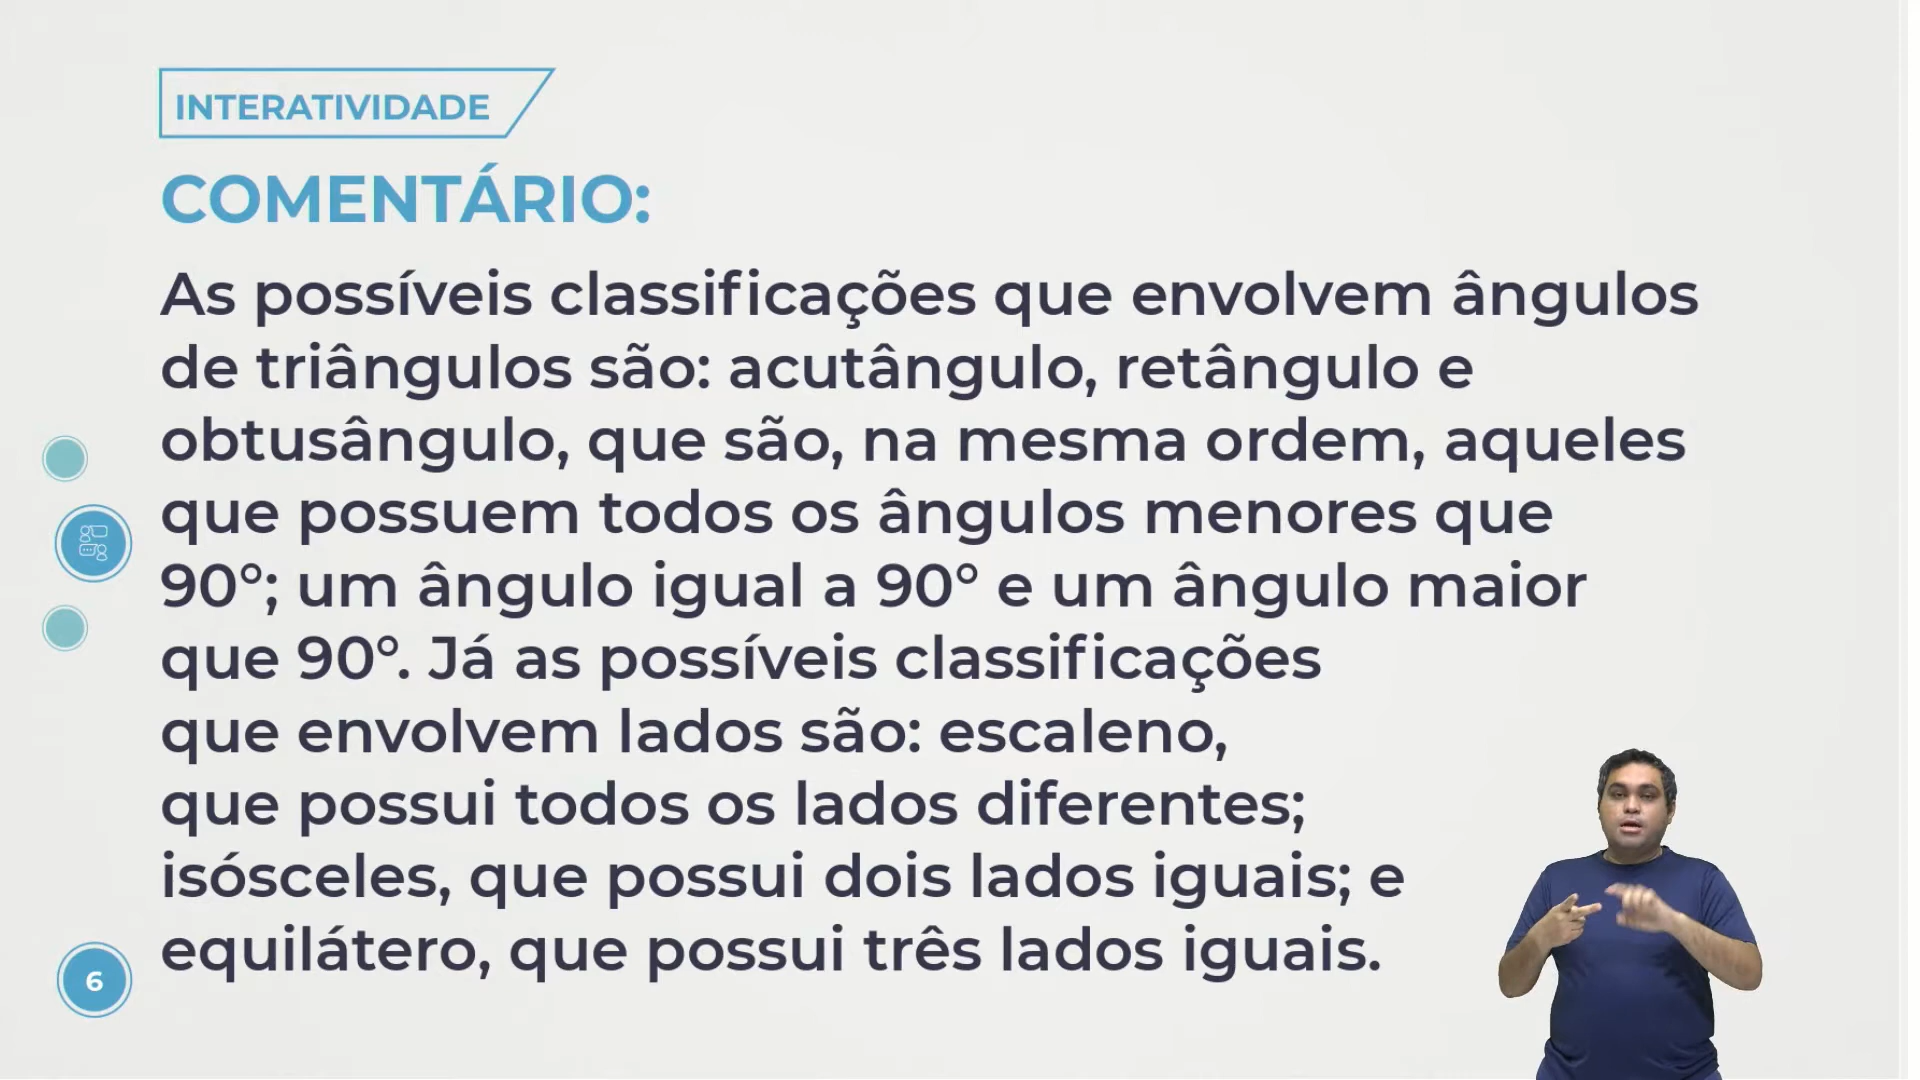 INTERATIVIDADE
COMENTÁRIO:
As possíveis classificações que envolvem ângulos
de triângulos são: acutângulo, retângulo e
obtusângulo, que são, na mesma ordem, aqueles
que possuem todos os ângulos menores que
90°; um ângulo igual a 90° e um ângulo maior
que 90º. Já as possíveis classificações
que envolvem lados são: escaleno,
que possui todos os lados diferentes;
isósceles, que possui dois lados iguais; e
equilátero, que possui três lados iguais.
6